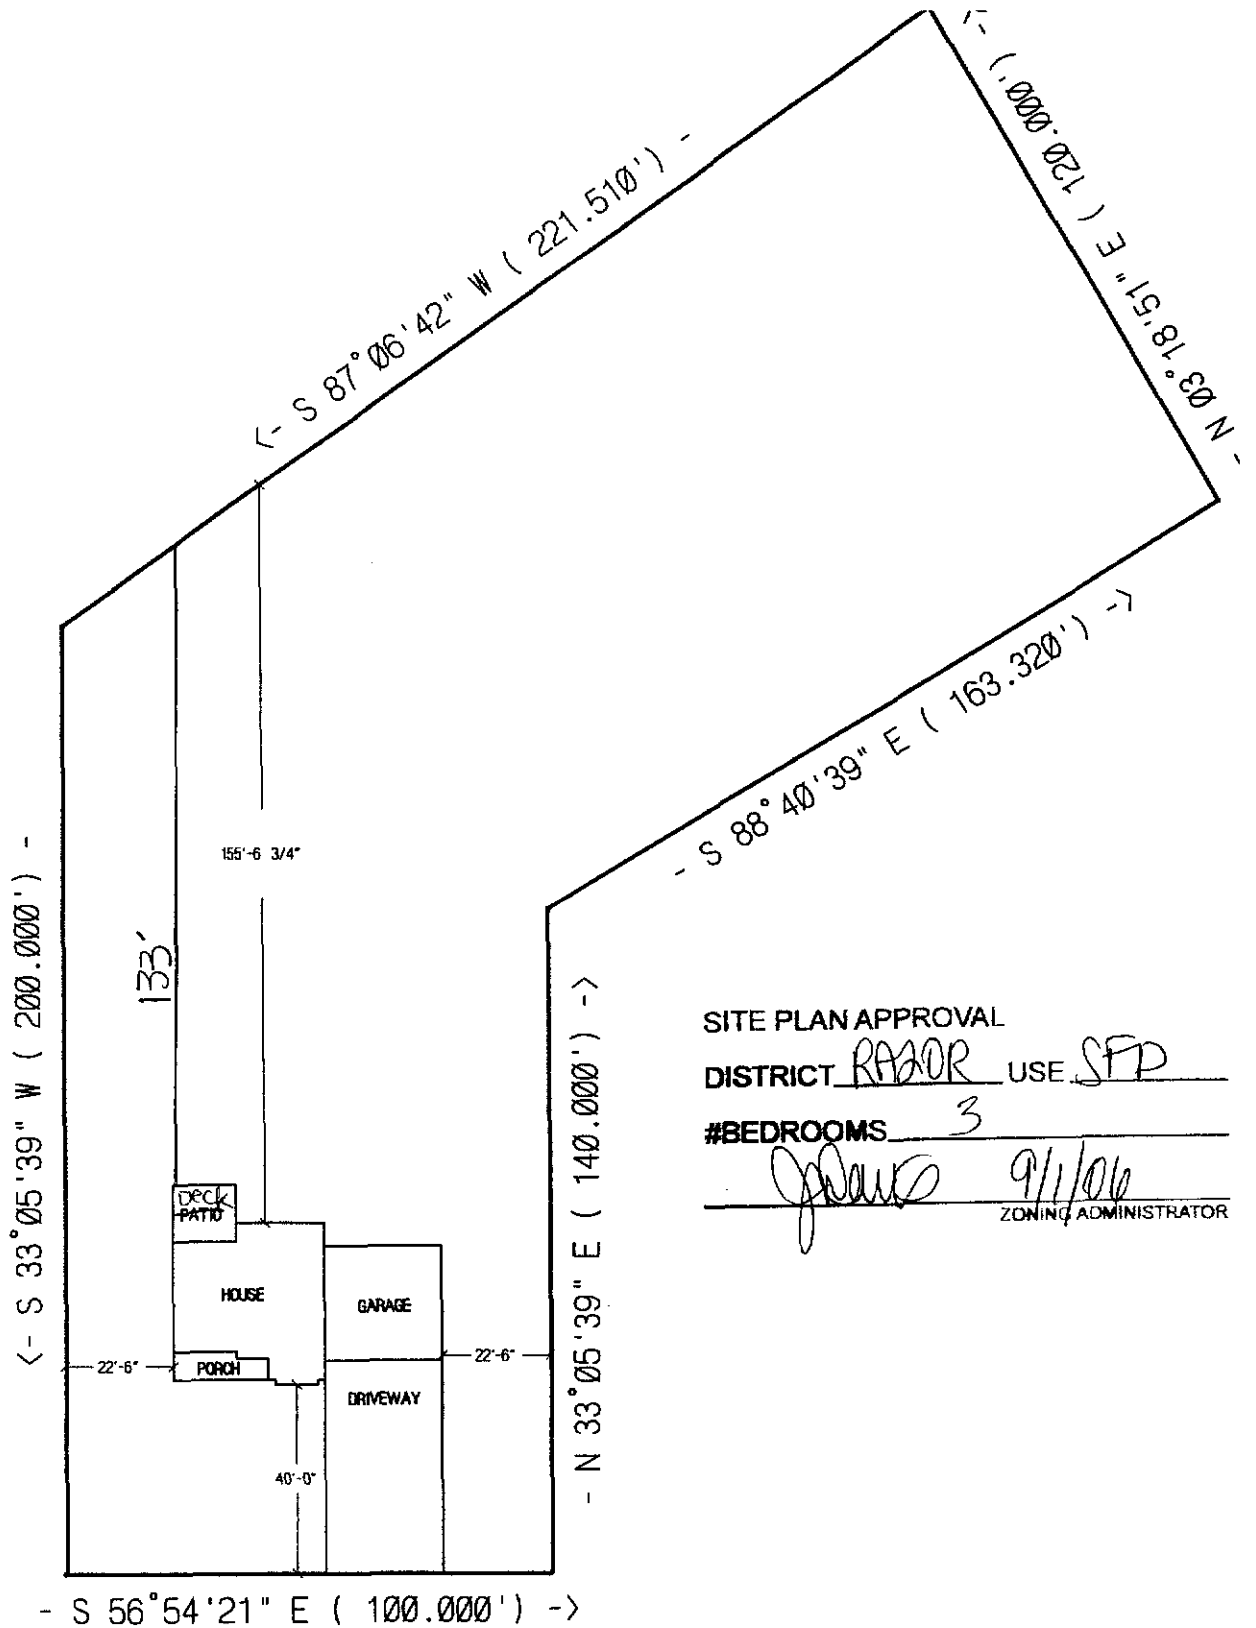 <- S 87°06'42" W ( 221.510') -
- N 03°18'51" E ( 120.000') ->
- S 88°40'39" E ( 163.320') ->
155'-6 3/4"
133'
<- S 33°05'39" W ( 200.000') -
- N 33°05'39" E ( 140.000') ->
Deck
PATIO
HOUSE
GARAGE
22'-6"
PORCH
22'-6"
DRIVEWAY
40'-0"
- S 56°54'21" E ( 100.000') ->
SITE PLAN APPROVAL
DISTRICT RA20R USE SFD
#BEDROOMS 3
9/1/06
ZONING ADMINISTRATOR